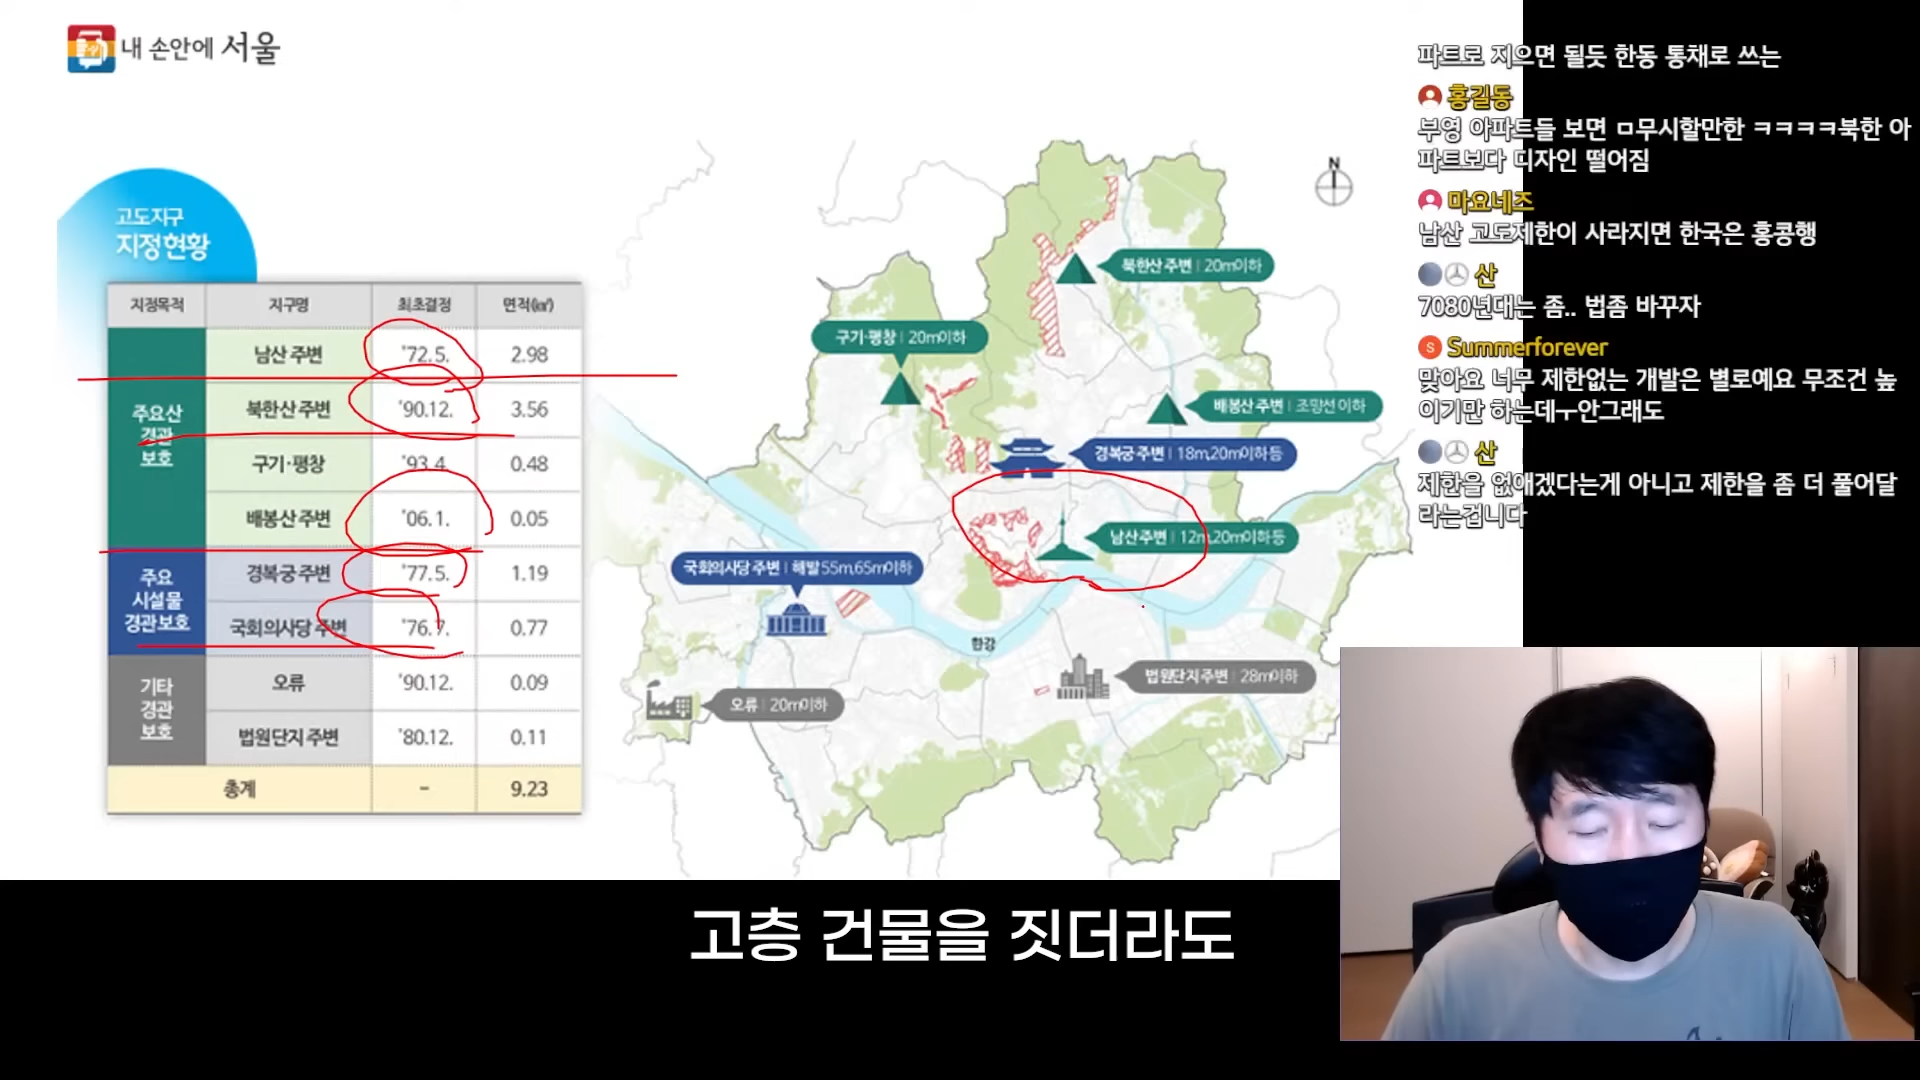 내 손안에 서울
고도지구
지정현황
지정목적 지구명 최초결정 면적(㎢)
주요산
경관
보호
남산 주변 '72. 5. 2.98
북한산 주변 '90.12. 3.56
구기·평창 '93. 4. 0.48
배봉산 주변 '06. 1. 0.05
주요
시설물
경관보호
경복궁 주변 '77. 5. 1.19
국회의사당 주변 '76. 7. 0.77
기타
경관
보호
오류 '90.12. 0.09
법원단지 주변 '80.12. 0.11
총계 - 9.23
N
북한산 주변 | 20m이하
구기·평창 | 20m이하
배봉산 주변 | 조망선 이하
경복궁 주변 | 18m,20m이하 등
남산 주변 | 12m,20m이하 등
국회의사당 주변 | 해발 55m,65m이하
한강
법원단지 주변 | 28m이하
오류 | 20m이하
파트로 지으면 될듯 한동 통채로 쓰는
홍길동
부영 아파트들 보면 ㅁ무시할만한 ㅋㅋㅋㅋ북한 아
파트보다 디자인 떨어짐
마요네즈
남산 고도제한이 사라지면 한국은 홍콩행
산
7080년대는 좀.. 법좀 바꾸자
S Summerforever
맞아요 너무 제한없는 개발은 별로예요 무조건 높
이기만 하는데ㅜ안그래도
산
제한을 없애겠다는게 아니고 제한을 좀 더 풀어달
라는겁니다
고층 건물을 짓더라도